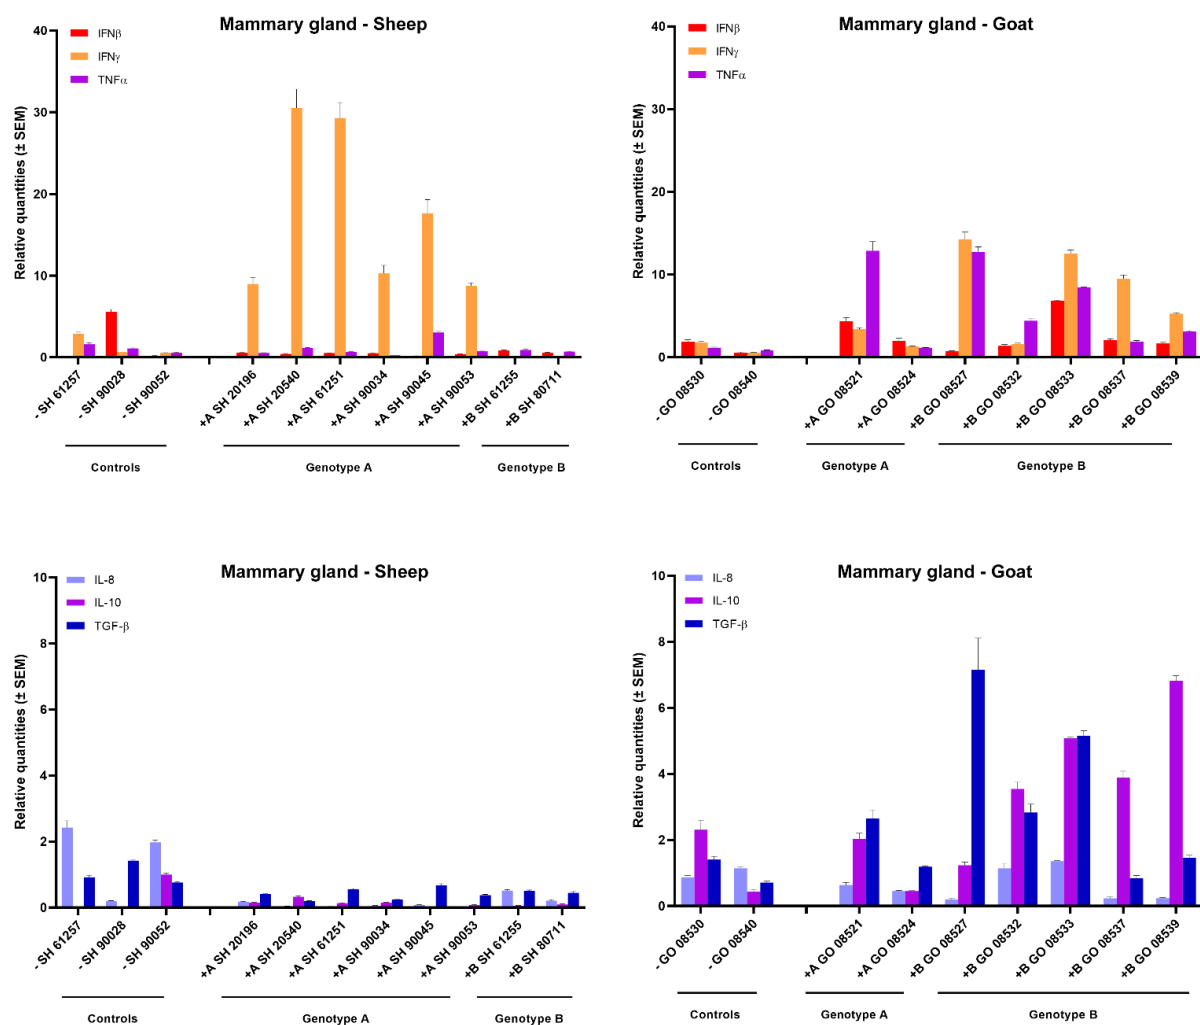 Mammary gland - Sheep
IFNβ
IFNγ
TNFα
Relative quantities (± SEM)
40
30
20
10
0
- SH 61257
- SH 90028
- SH 90052
+A SH 20196
+A SH 20540
+A SH 61251
+A SH 90034
+A SH 90045
+A SH 90053
+B SH 61255
+B SH 80711
Controls
Genotype A
Genotype B
Mammary gland - Goat
IFNβ
IFNγ
TNFα
Relative quantities (± SEM)
40
30
20
10
0
- GO 08530
- GO 08540
+A GO 08521
+A GO 08524
+B GO 08527
+B GO 08532
+B GO 08533
+B GO 08537
+B GO 08539
Controls
Genotype A
Genotype B
Mammary gland - Sheep
IL-8
IL-10
TGF-β
Relative quantities (± SEM)
10
8
6
4
2
0
- SH 61257
- SH 90028
- SH 90052
+A SH 20196
+A SH 20540
+A SH 61251
+A SH 90034
+A SH 90045
+A SH 90053
+B SH 61255
+B SH 80711
Controls
Genotype A
Genotype B
Mammary gland - Goat
IL-8
IL-10
TGF-β
Relative quantities (± SEM)
10
8
6
4
2
0
- GO 08530
- GO 08540
+A GO 08521
+A GO 08524
+B GO 08527
+B GO 08532
+B GO 08533
+B GO 08537
+B GO 08539
Controls
Genotype A
Genotype B